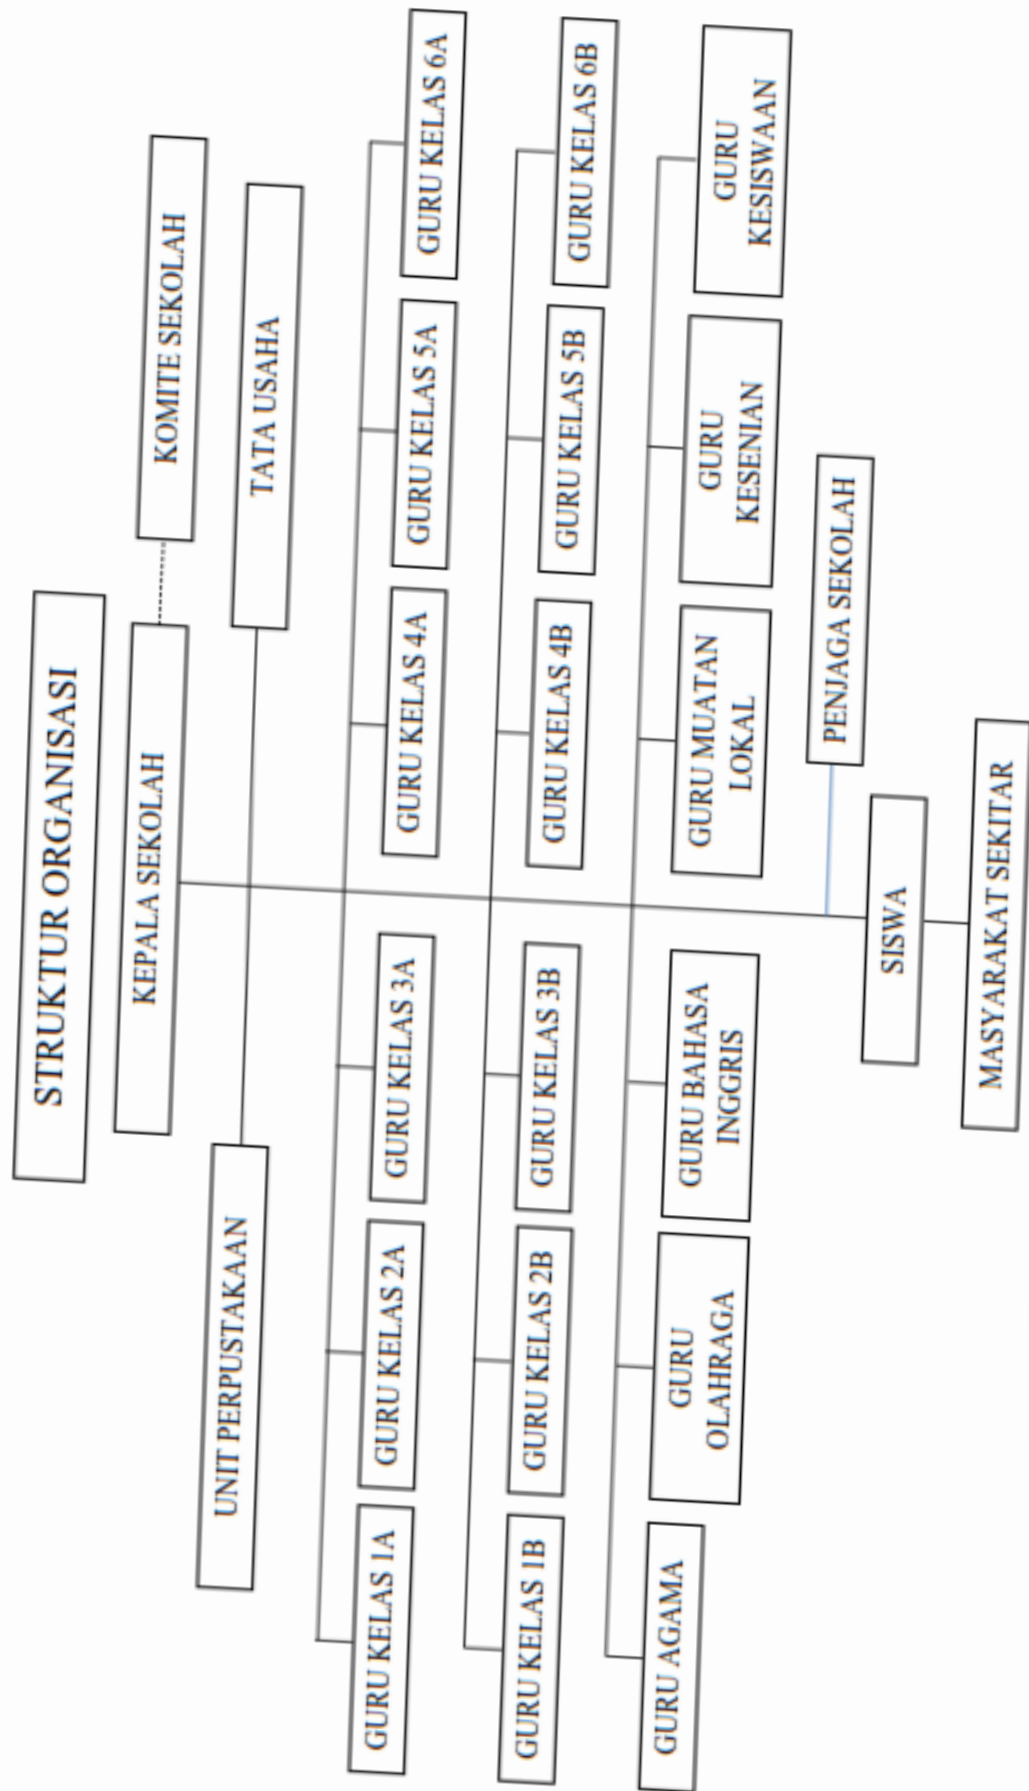 STRUKTUR ORGANISASI
KEPALA SEKOLAH
KOMITE SEKOLAH
UNIT PERPUSTAKAAN
TATA USAHA
GURU KELAS 1A
GURU KELAS 2A
GURU KELAS 3A
GURU KELAS 4A
GURU KELAS 5A
GURU KELAS 6A
GURU KELAS 1B
GURU KELAS 2B
GURU KELAS 3B
GURU KELAS 4B
GURU KELAS 5B
GURU KELAS 6B
GURU AGAMA
GURU
OLAHRAGA
GURU BAHASA
INGGRIS
GURU MUATAN
LOKAL
GURU
KESENIAN
GURU
KESISWAAN
PENJAGA SEKOLAH
SISWA
MASYARAKAT SEKITAR